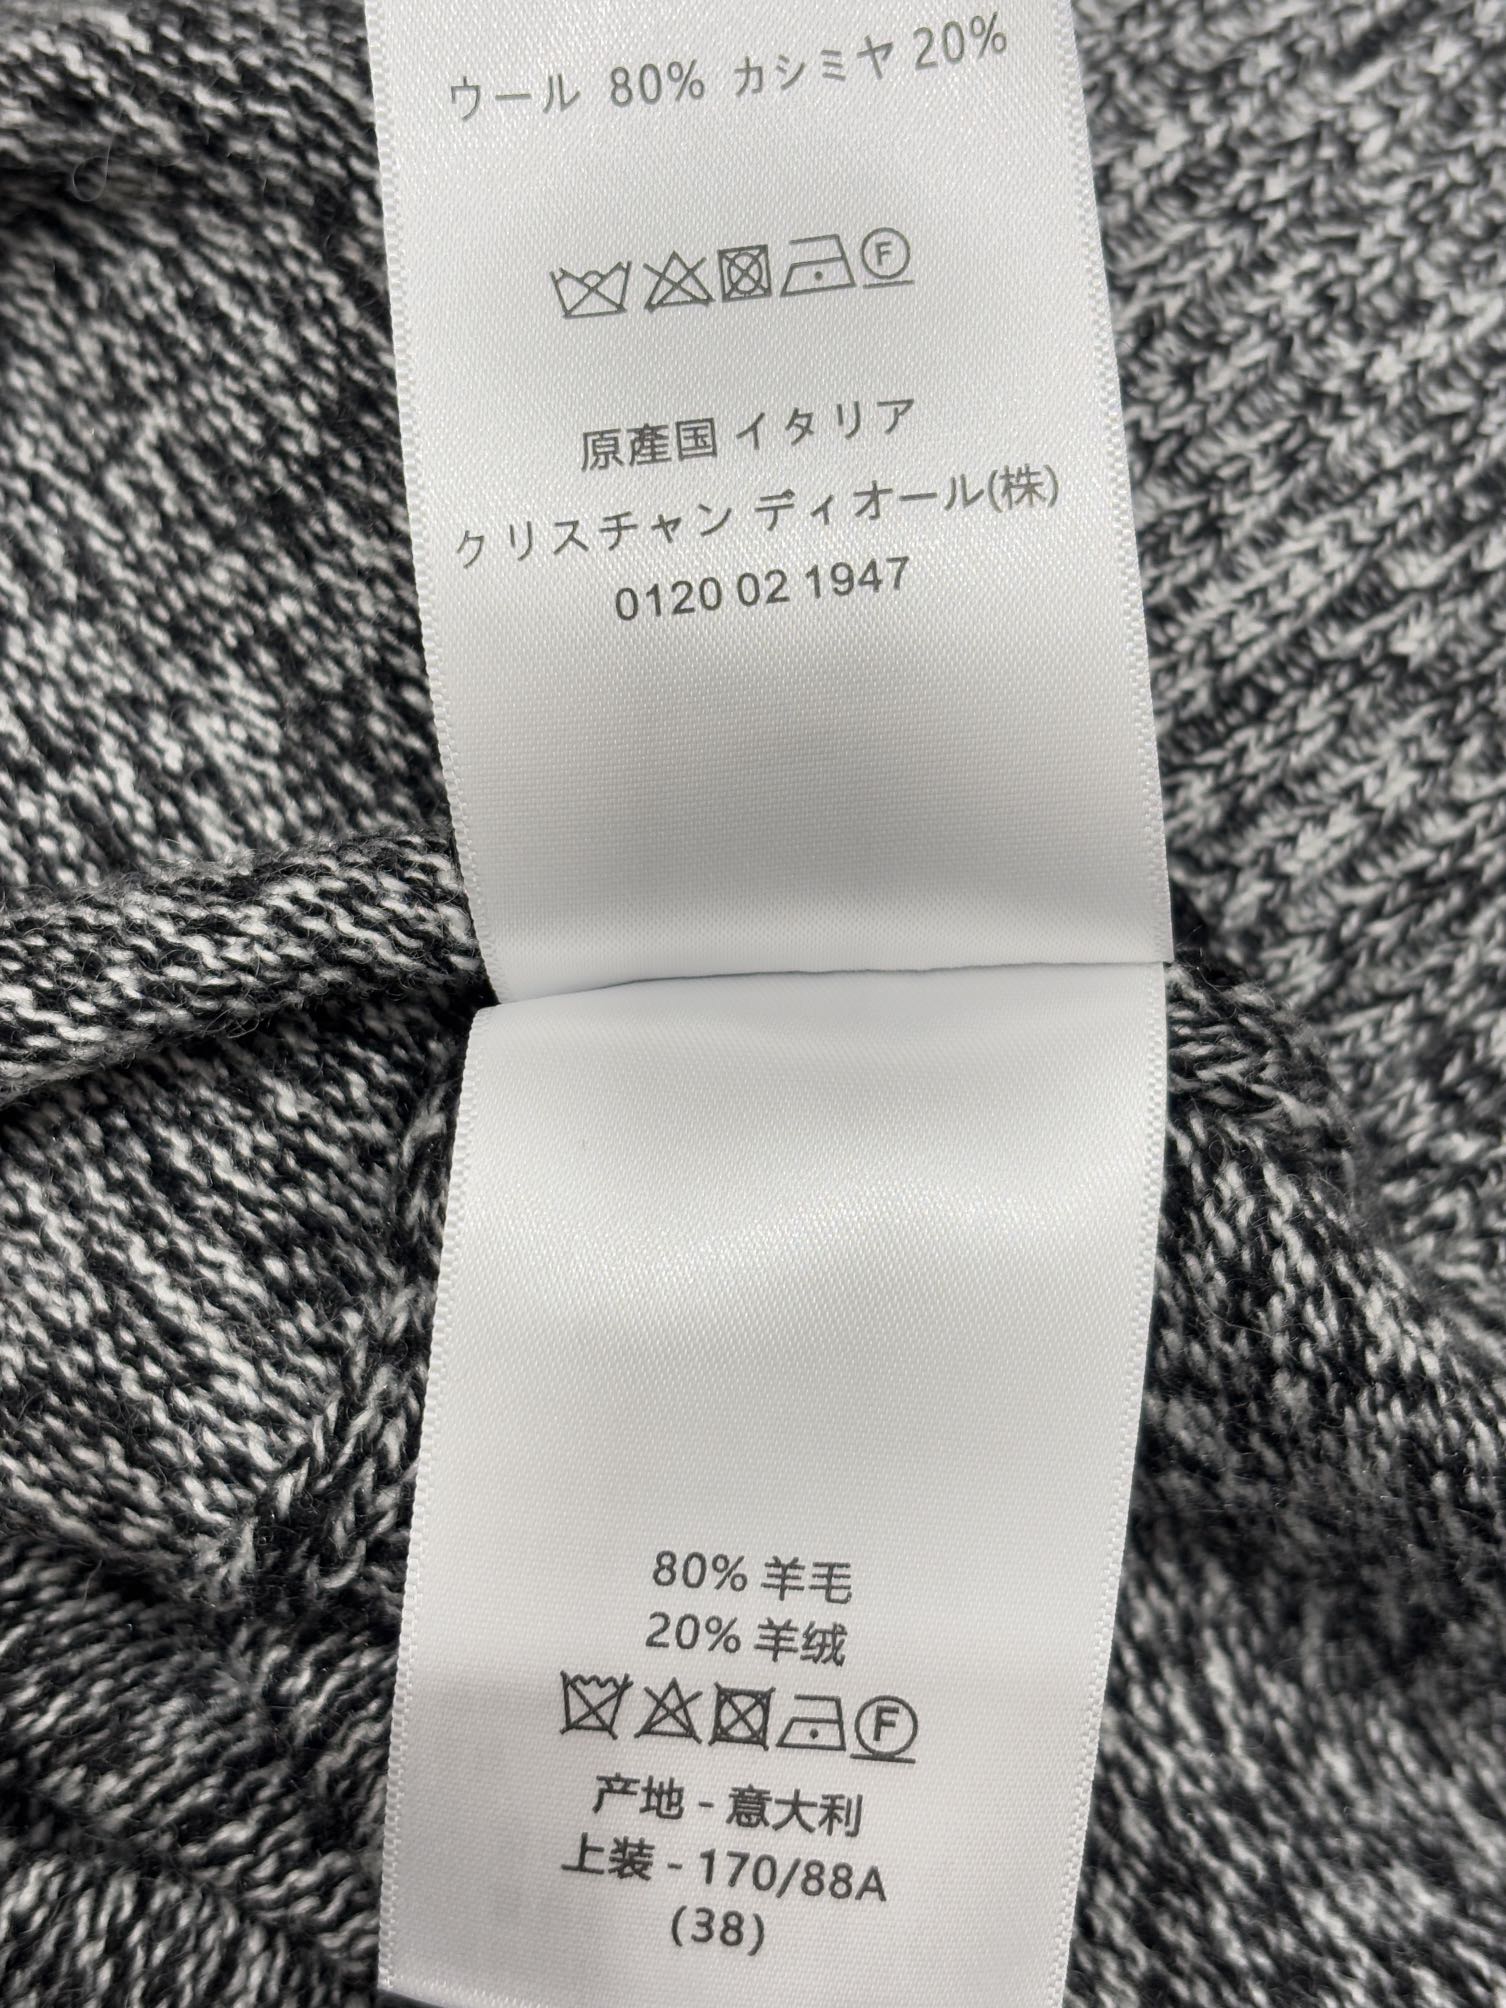 ウール 80% カシミヤ 20%
F
原産国 イタリア
クリスチャン ディオール(株)
0120 02 1947
80% 羊毛
20% 羊绒
F
产地 - 意大利
上装 - 170/88A
(38)